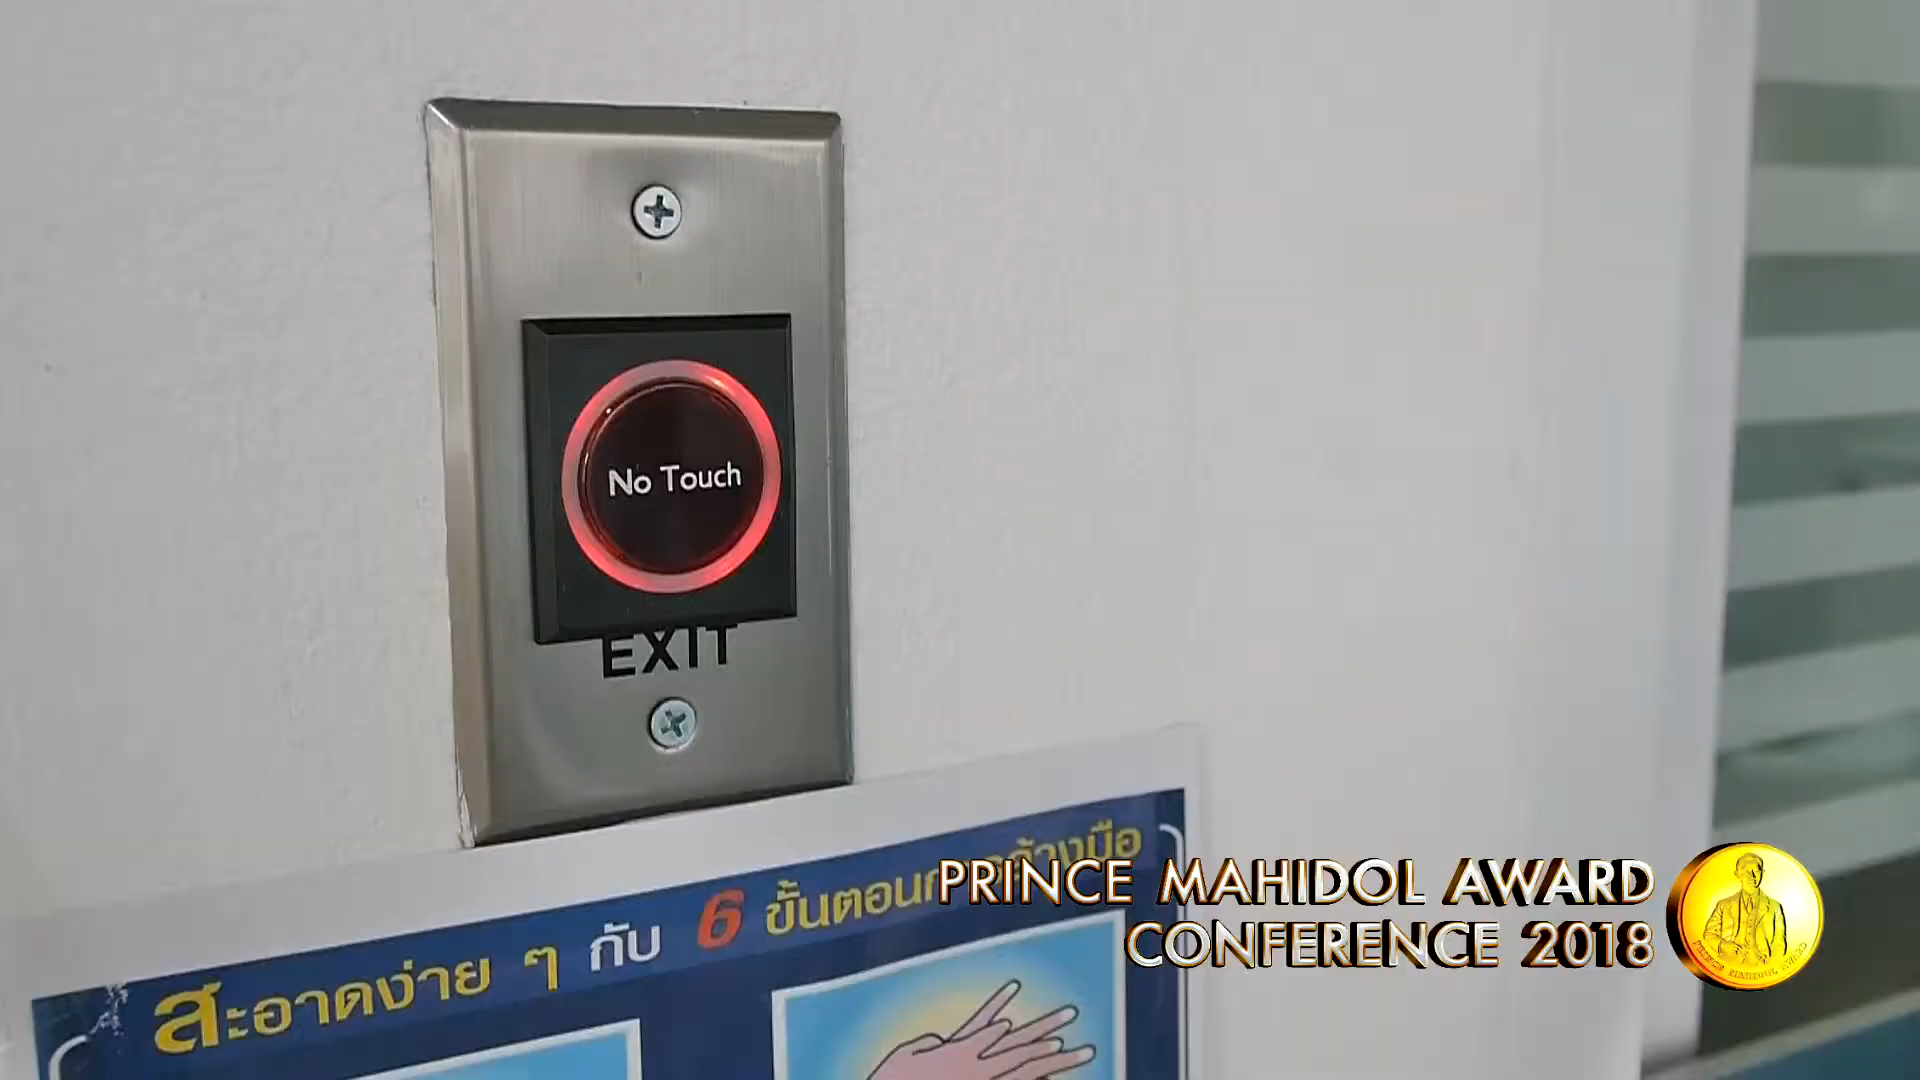 No Touch
EXIT
สะอาดง่าย ๆ กับ 6 ขั้นตอน
PRINCE MAHIDOL AWARD
CONFERENCE 2018